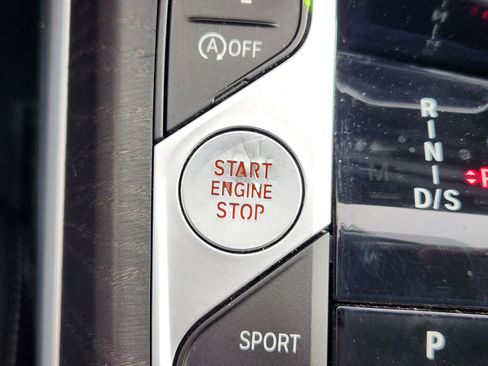 OFF
START
ENGINE
STOP
SPORT
R
N
D/S
P